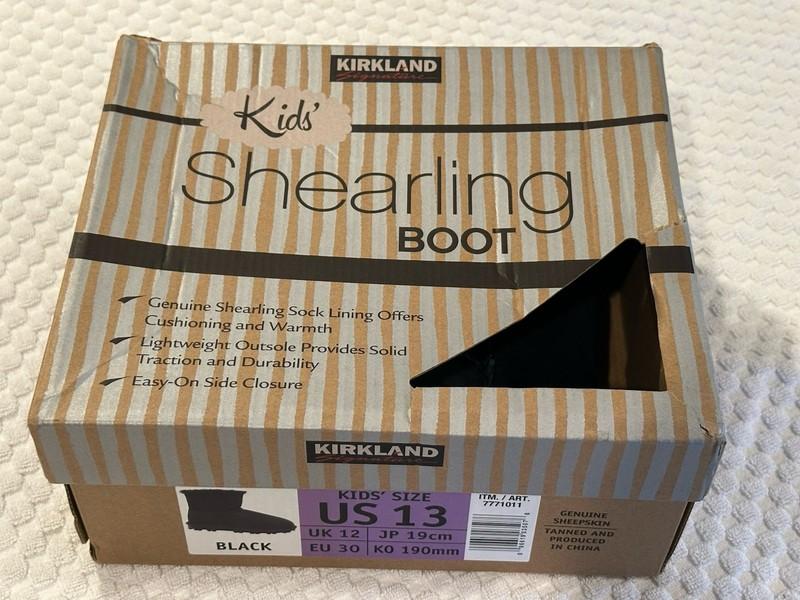 KIRKLAND
Signature
Kids'
Shearling
BOOT
Genuine Shearling Sock Lining Offers
Cushioning and Warmth
Lightweight Outsole Provides Solid
Traction and Durability
Easy-On Side Closure
KIRKLAND
Signature
BLACK
KIDS' SIZE
US 13
UK 12 JP 19cm
EU 30 KO 190mm
ITM. / ART.
7771011
GENUINE
SHEEPSKIN
TANNED AND
PRODUCED
IN CHINA